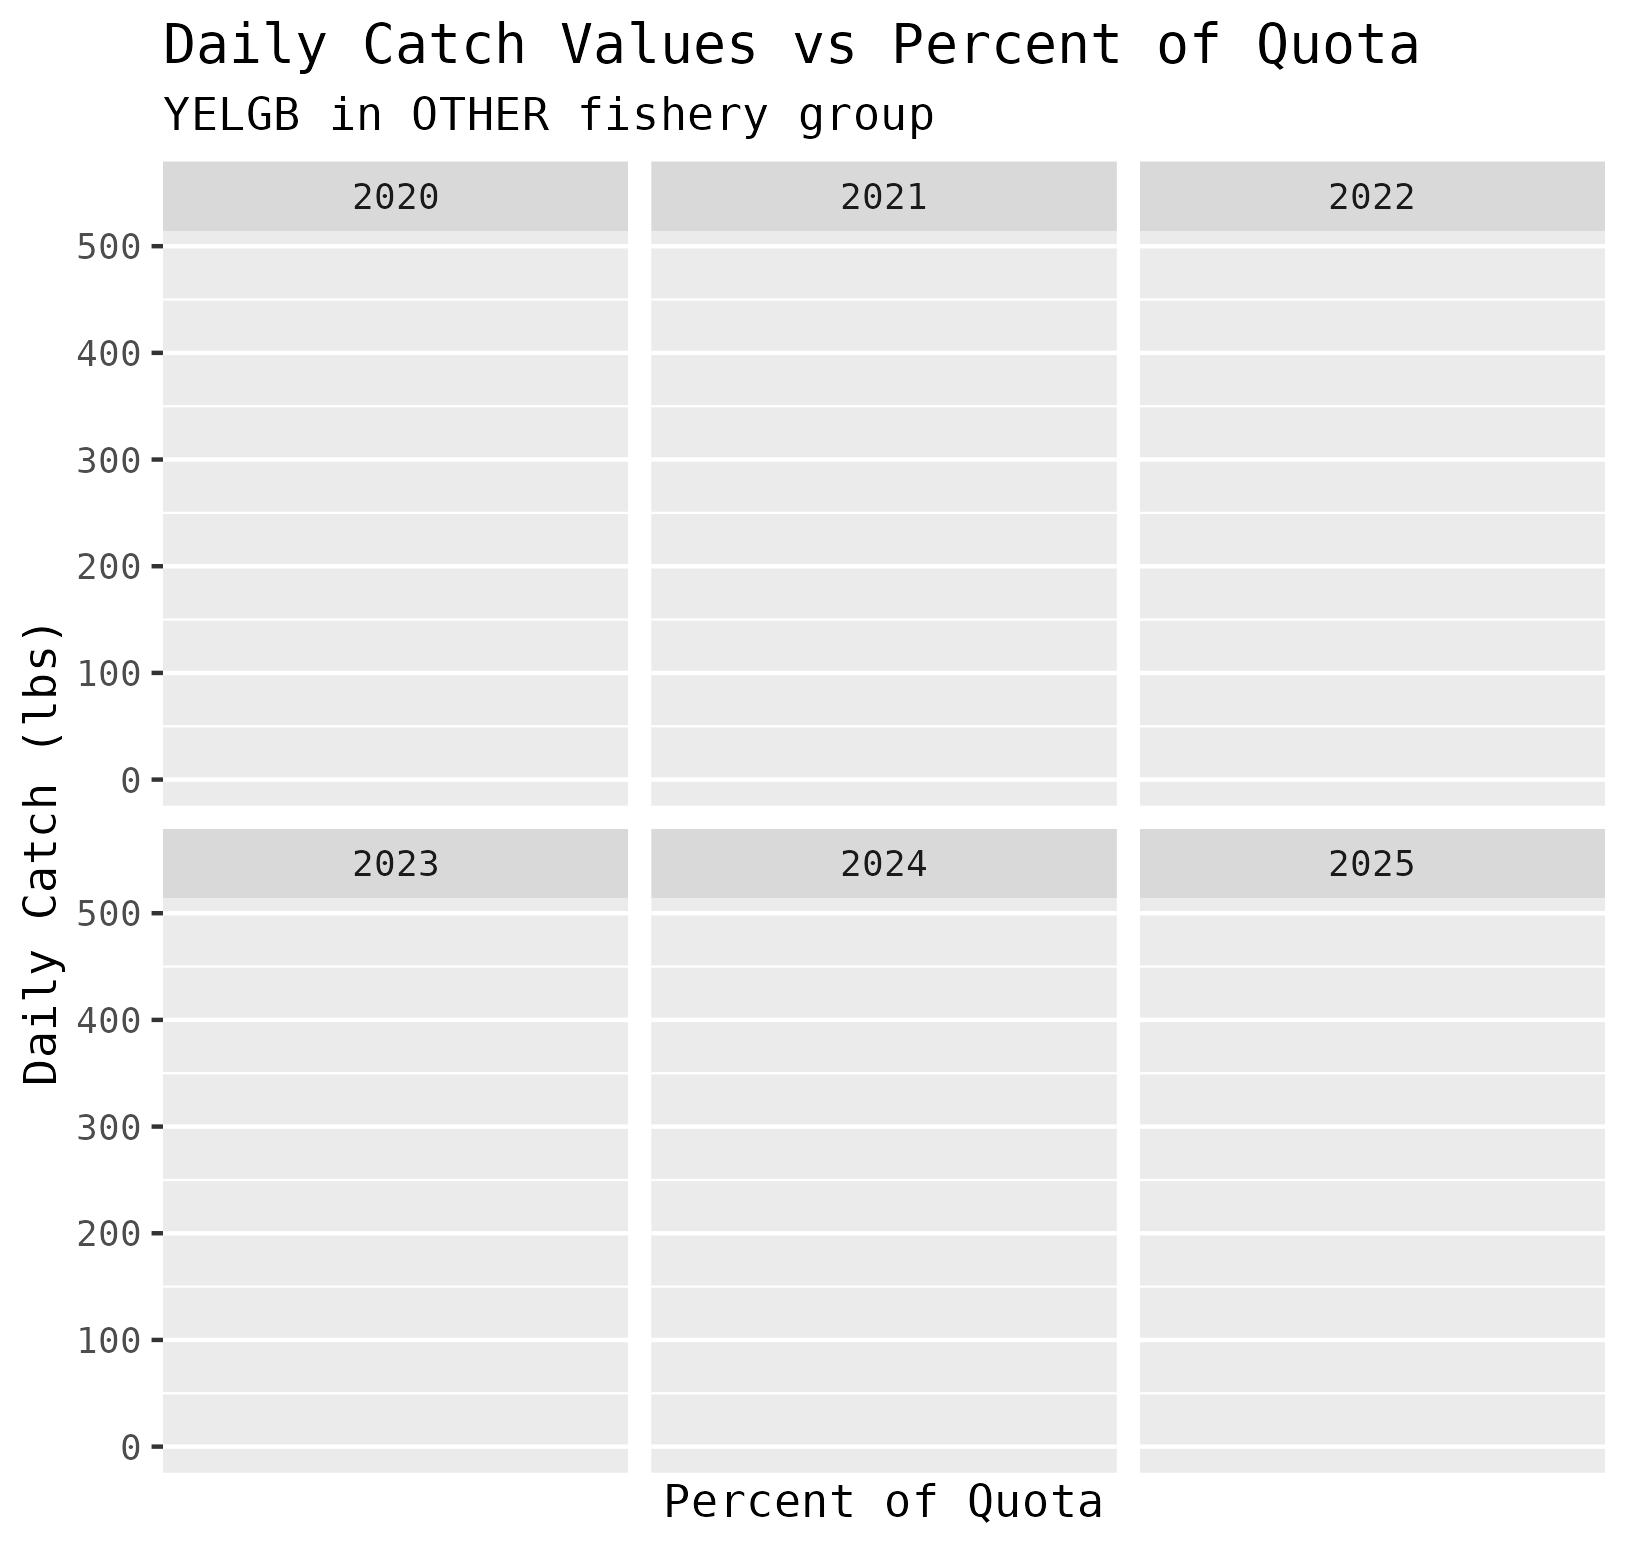 Daily Catch Values vs Percent of Quota
YELGB in OTHER fishery group
2020 2021 2022
500
400
300
200
100
0
2023 2024 2025
500
400
300
200
100
0
Daily Catch (lbs)
Percent of Quota